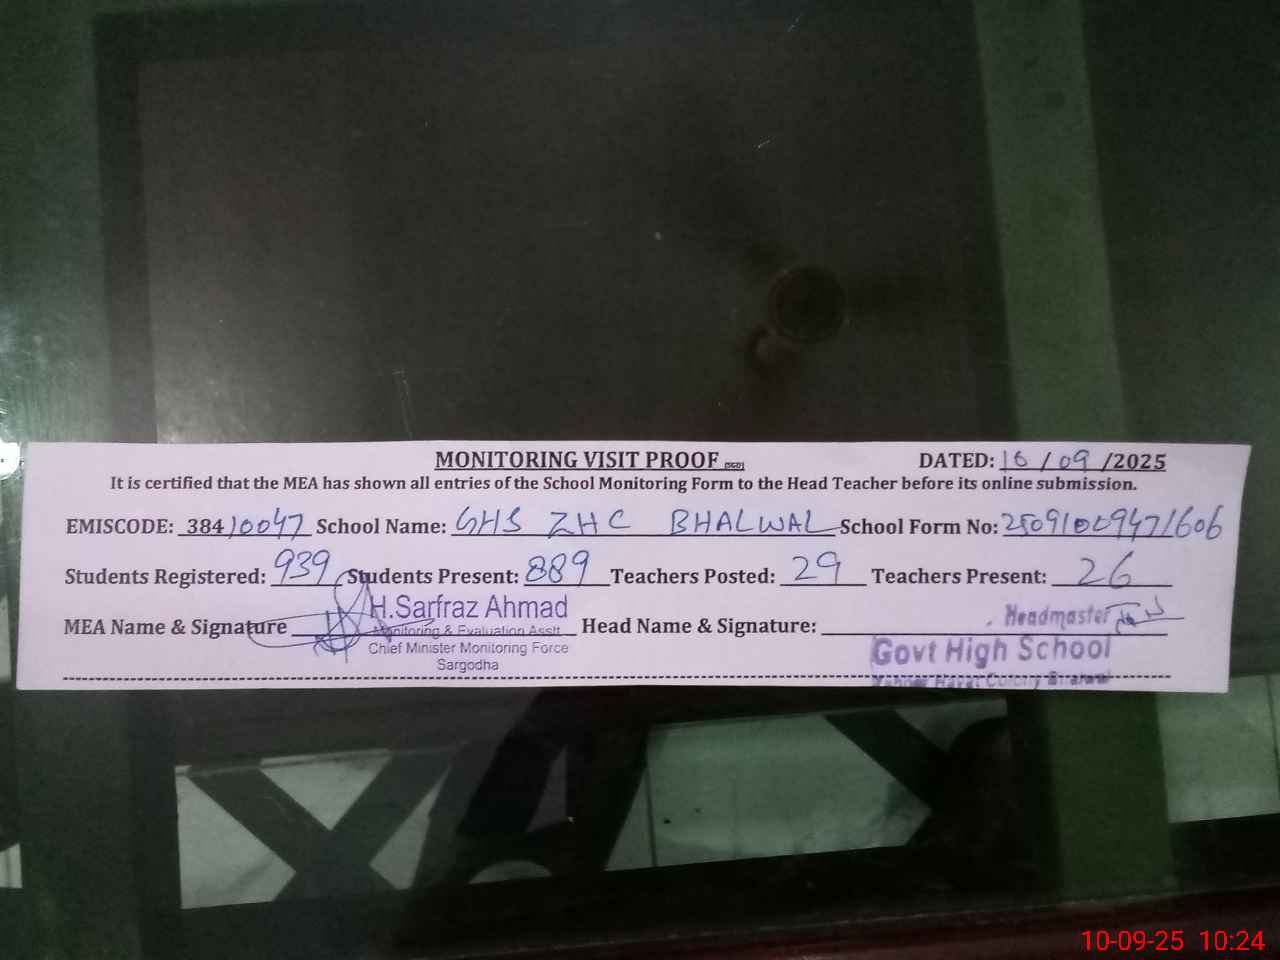 MONITORING VISIT PROOF (SGD) DATED: 10/09/2025
It is certified that the MEA has shown all entries of the School Monitoring Form to the Head Teacher before its online submission.
EMISCODE: 38410047 School Name: GHS ZHC BHALWAL School Form No:
Students Registered: 939 Students Present: 889 Teachers Posted: 29 Teachers Present: 26
MEA Name & Signature H.Sarfraz Ahmad Head Name & Signature: Headmaster
Monitoring & Evaluation Asstt
Chief Minister Monitoring Force Govt High School
Sargodha
Hayat Colony Bhalwal
10-09-25 10:24